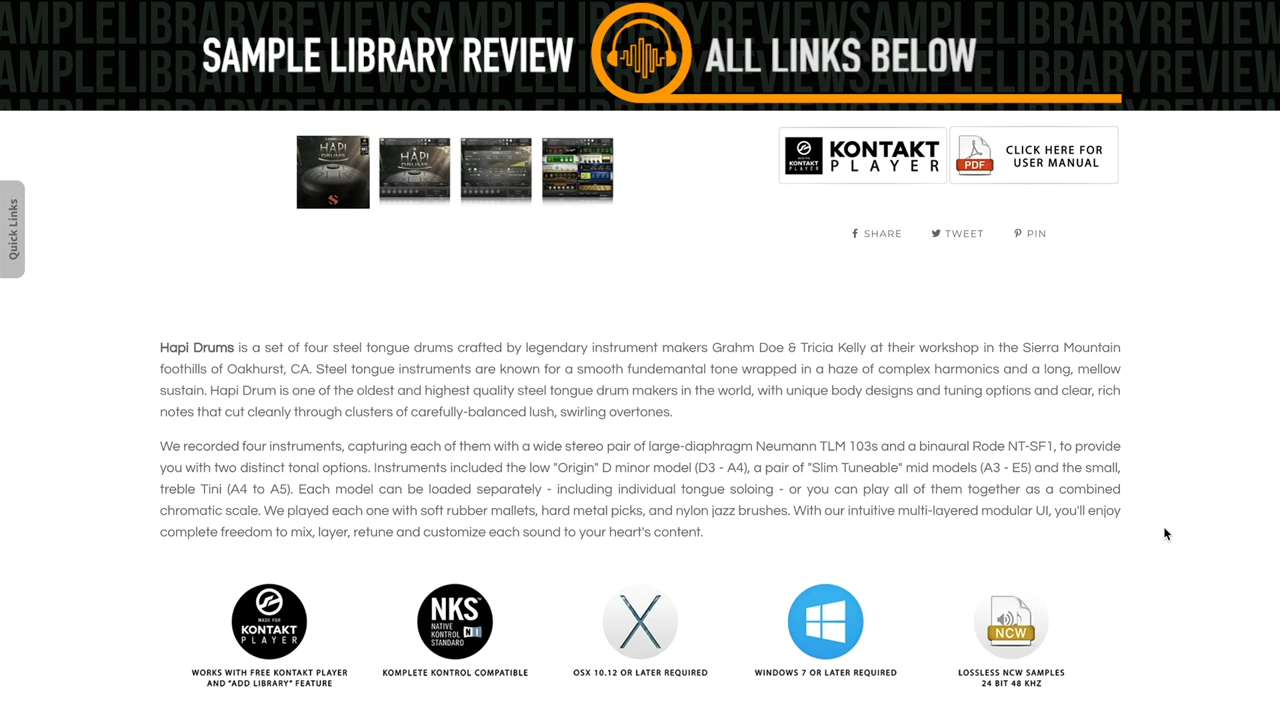 SAMPLE LIBRARY REVIEW ALL LINKS BELOW
HAPI
DRUMS
KONTAKT
PLAYER
MADE FOR
KONTAKT
PLAYER
PDF
CLICK HERE FOR
USER MANUAL
SHARE TWEET PIN
Quick Links
Hapi Drums is a set of four steel tongue drums crafted by legendary instrument makers Grahm Doe & Tricia Kelly at their workshop in the Sierra Mountain
foothills of Oakhurst, CA. Steel tongue instruments are known for a smooth fundemantal tone wrapped in a haze of complex harmonics and a long, mellow
sustain. Hapi Drum is one of the oldest and highest quality steel tongue drum makers in the world, with unique body designs and tuning options and clear, rich
notes that cut cleanly through clusters of carefully-balanced lush, swirling overtones.
We recorded four instruments, capturing each of them with a wide stereo pair of large-diaphragm Neumann TLM 103s and a binaural Rode NT-SF1, to provide
you with two distinct tonal options. Instruments included the low "Origin" D minor model (D3 - A4), a pair of "Slim Tuneable" mid models (A3 - E5) and the small,
treble Tini (A4 to A5). Each model can be loaded separately - including individual tongue soloing - or you can play all of them together as a combined
chromatic scale. We played each one with soft rubber mallets, hard metal picks, and nylon jazz brushes. With our intuitive multi-layered modular UI, you'll enjoy
complete freedom to mix, layer, retune and customize each sound to your heart's content.
MADE FOR
KONTAKT
PLAYER
NKS
NATIVE
KONTROL
STANDARD
NCW
WORKS WITH FREE KONTAKT PLAYER
AND "ADD LIBRARY" FEATURE
KOMPLETE KONTROL COMPATIBLE
OSX 10.12 OR LATER REQUIRED
WINDOWS 7 OR LATER REQUIRED
LOSSLESS NCW SAMPLES
24 BIT 48 KHZ